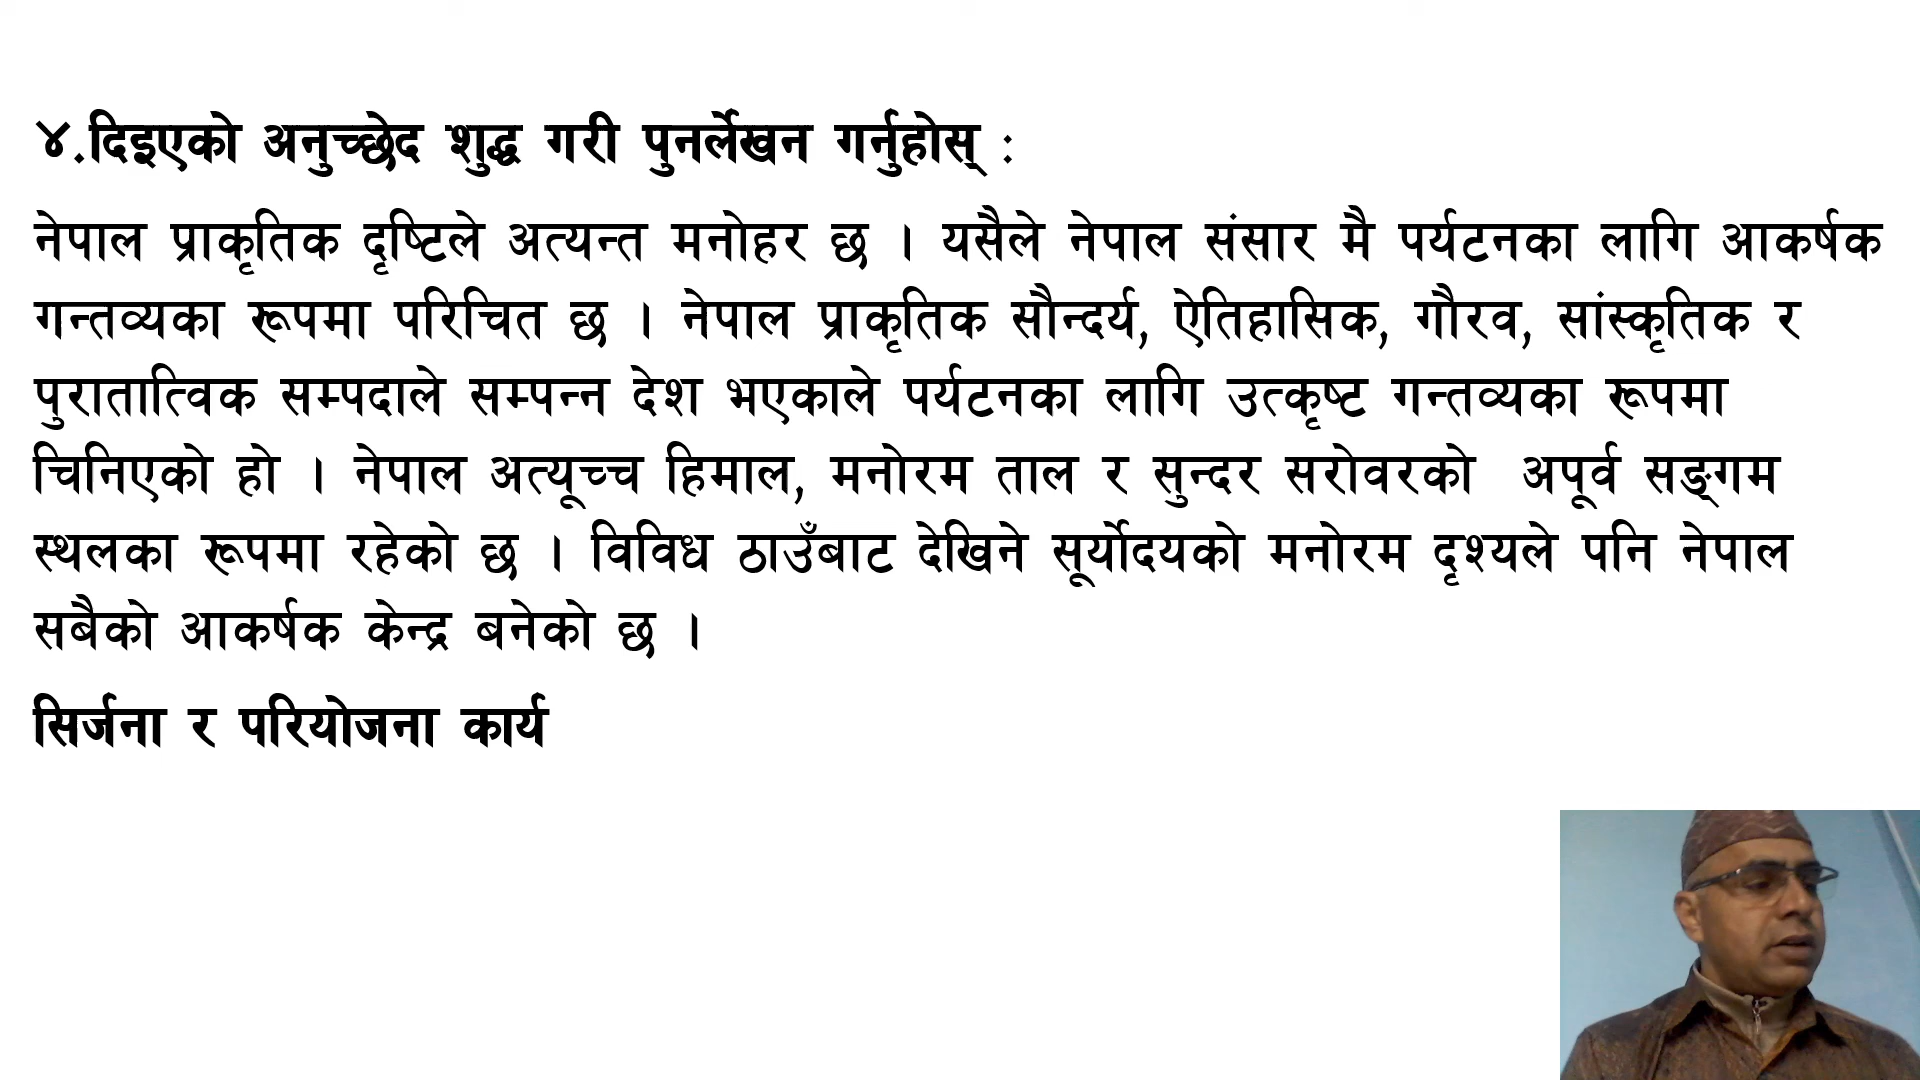 ४.दिइएको अनुच्छेद शुद्ध गरी पुनर्लेखन गर्नुहोस् :
नेपाल प्राकृतिक दृष्टिले अत्यन्त मनोहर छ । यसैले नेपाल संसार मै पर्यटनका लागि आकर्षक
गन्तव्यका रूपमा परिचित छ । नेपाल प्राकृतिक सौन्दर्य, ऐतिहासिक, गौरव, सांस्कृतिक र
पुरातात्विक सम्पदाले सम्पन्न देश भएकाले पर्यटनका लागि उत्कृष्ट गन्तव्यका रूपमा
चिनिएको हो । नेपाल अत्यूच्च हिमाल, मनोरम ताल र सुन्दर सरोवरको अपूर्व सङ्गम
स्थलका रूपमा रहेको छ । विविध ठाउँबाट देखिने सूर्योदयको मनोरम दृश्यले पनि नेपाल
सबैको आकर्षक केन्द्र बनेको छ ।
सिर्जना र परियोजना कार्य